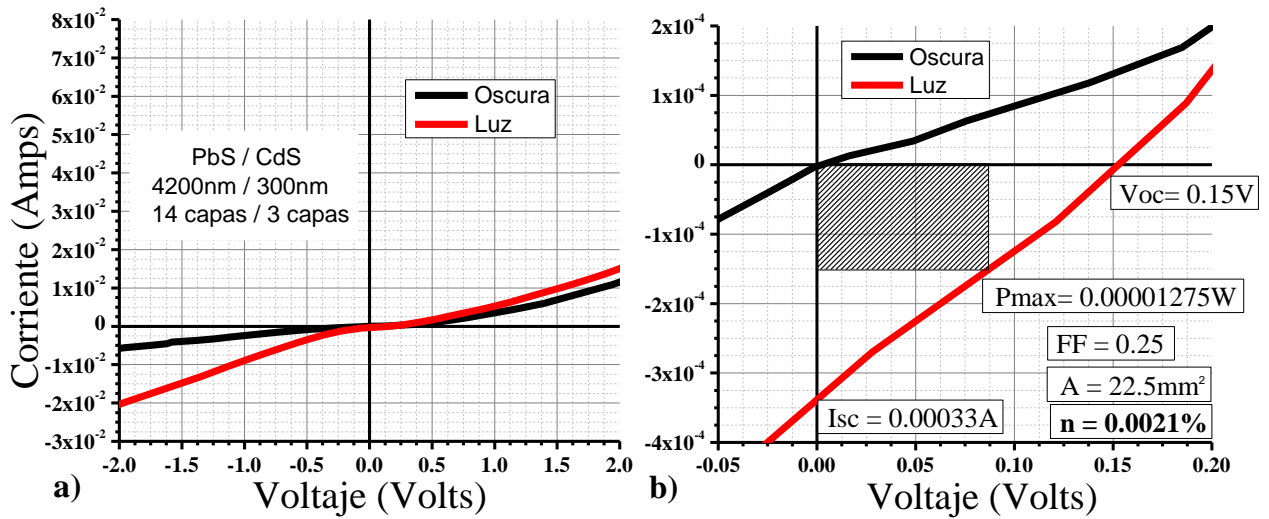 Corriente (Amps)
8x10⁻²
7x10⁻²
6x10⁻²
5x10⁻²
4x10⁻²
3x10⁻²
2x10⁻²
1x10⁻²
0
-1x10⁻²
-2x10⁻²
-3x10⁻²
Oscura
Luz
PbS / CdS
4200nm / 300nm
14 capas / 3 capas
-2.0 -1.5 -1.0 -0.5 0.0 0.5 1.0 1.5 2.0
a)
Voltaje (Volts)
2x10⁻⁴
1x10⁻⁴
0
-1x10⁻⁴
-2x10⁻⁴
-3x10⁻⁴
-4x10⁻⁴
Oscura
Luz
Voc= 0.15V
Pmax= 0.00001275W
FF = 0.25
A = 22.5mm²
Isc = 0.00033A
n = 0.0021%
-0.05 0.00 0.05 0.10 0.15 0.20
b)
Voltaje (Volts)